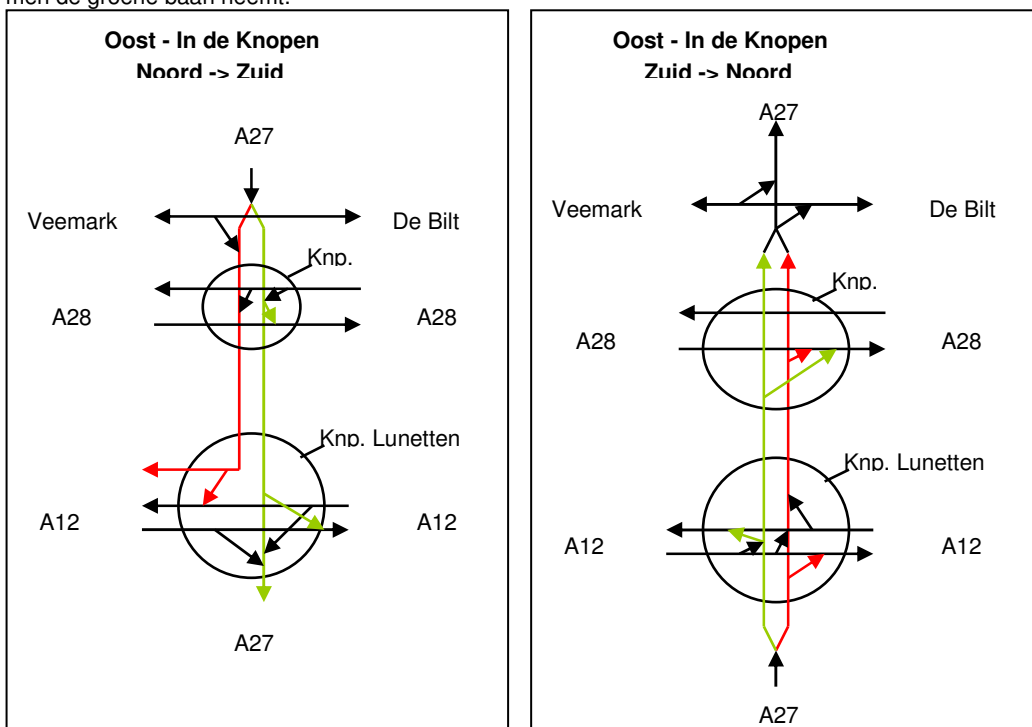 men de groene baan neemt.
Oost - In de Knopen
Noord -> Zuid
A27
Veemark
De Bilt
Knp.
A28
A28
Knp. Lunetten
A12
A12
A27
Oost - In de Knopen
Zuid -> Noord
A27
Veemark
De Bilt
Knp.
A28
A28
Knp. Lunetten
A12
A12
A27